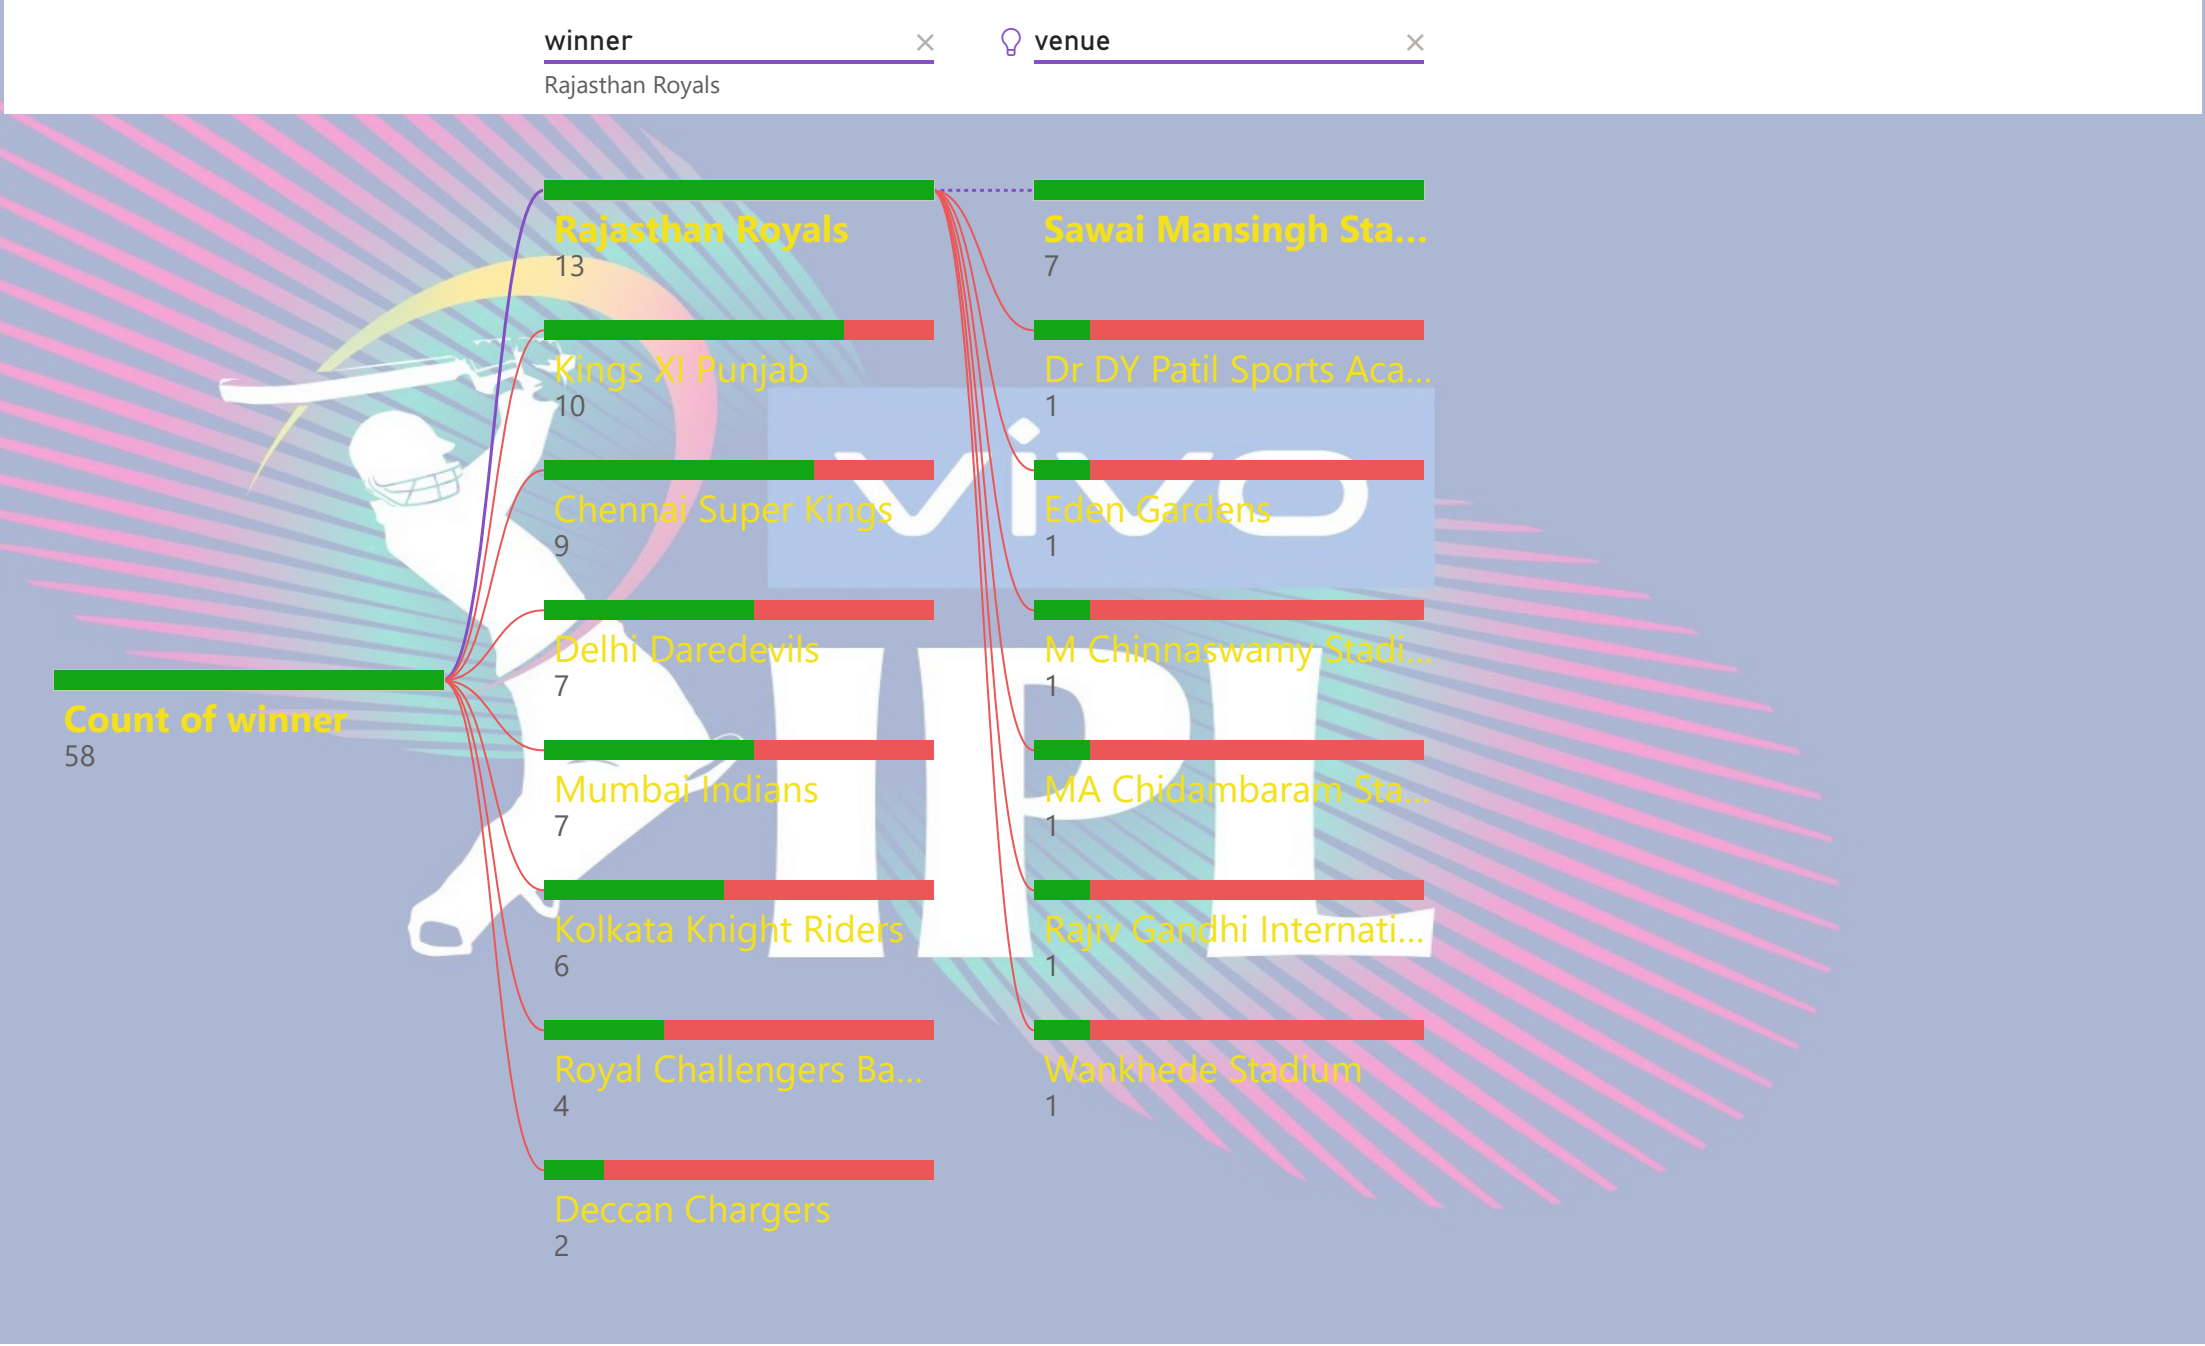 winner
venue
Rajasthan Royals
Count of winner
58
Rajasthan Royals
13
Kings XI Punjab
10
Chennai Super Kings
9
Delhi Daredevils
7
Mumbai Indians
7
Kolkata Knight Riders
6
Royal Challengers Ba...
4
Deccan Chargers
2
Sawai Mansingh Sta...
7
Dr DY Patil Sports Aca...
1
Eden Gardens
1
M Chinnaswamy Stadi...
1
MA Chidambaram Sta...
1
Rajiv Gandhi Internati...
1
Wankhede Stadium
1
vivo
IPL